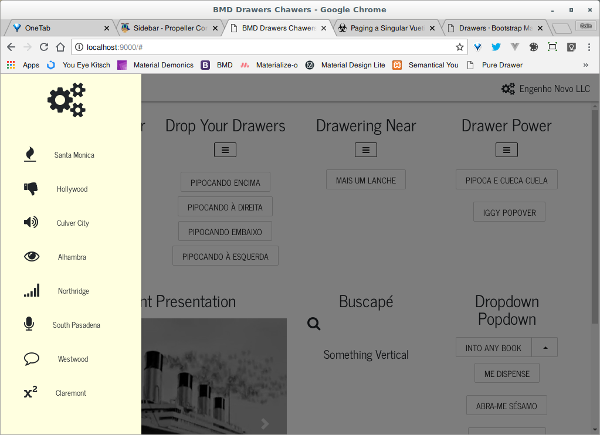 BMD Drawers Chawers - Google Chrome
OneTab
Sidebar - Propeller Co
BMD Drawers Chawer
Paging a Singular Vuet
Drawers · Bootstrap Ma
localhost:9000/#
Apps
You Eye Kitsch
Material Demonics
BMD
Materialize-o
Material Design Lite
Semantical You
Pure Drawer
Engenho Novo LLC
Santa Monica
Hollywood
Culver City
Alhambra
Northridge
South Pasadena
Westwood
x²
Claremont
r
Drop Your Drawers
PIPOCANDO ENCIMA
PIPOCANDO À DIREITA
PIPOCANDO EMBAIXO
PIPOCANDO À ESQUERDA
Drawering Near
MAIS UM LANCHE
Drawer Power
PIPOCA E CUECA CUELA
IGGY POPOVER
nt Presentation
Buscapé
Something Vertical
Dropdown
Popdown
INTO ANY BOOK
ME DISPENSE
ABRA-ME SÉSAMO